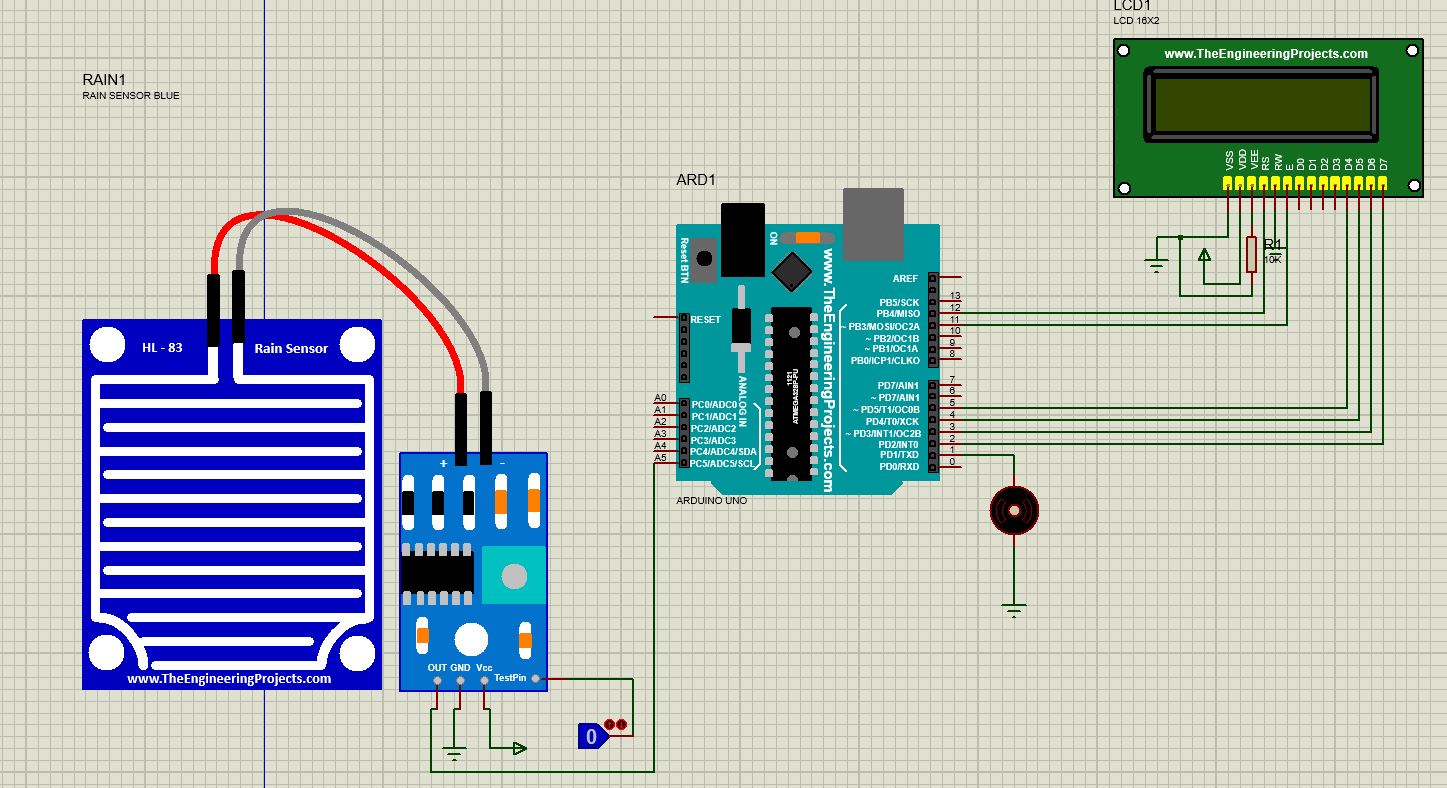 LCD1
LCD 16X2
www.TheEngineeringProjects.com
VSS
VDD
VEE
RS
RW
E
D0
D1
D2
D3
D4
D5
D6
D7
R1
10K
RAIN1
RAIN SENSOR BLUE
HL - 83
Rain Sensor
www.TheEngineeringProjects.com
+
-
OUT GND Vcc
TestPin
0
ARD1
Reset BTN
ON
www.TheEngineeringProjects.com
1121
ATMEGA328P-PU
ANALOG IN
RESET
A0 PC0/ADC0
A1 PC1/ADC1
A2 PC2/ADC2
A3 PC3/ADC3
A4 PC4/ADC4/SDA
A5 PC5/ADC5/SCL
AREF
PB5/SCK 13
PB4/MISO 12
~ PB3/MOSI/OC2A 11
~ PB2/OC1B 10
~ PB1/OC1A 9
PB0/ICP1/CLKO 8
PD7/AIN1 7
~ PD7/AIN1 6
~ PD5/T1/OC0B 5
PD4/T0/XCK 4
~ PD3/INT1/OC2B 3
PD2/INT0 2
PD1/TXD 1
PD0/RXD 0
ARDUINO UNO